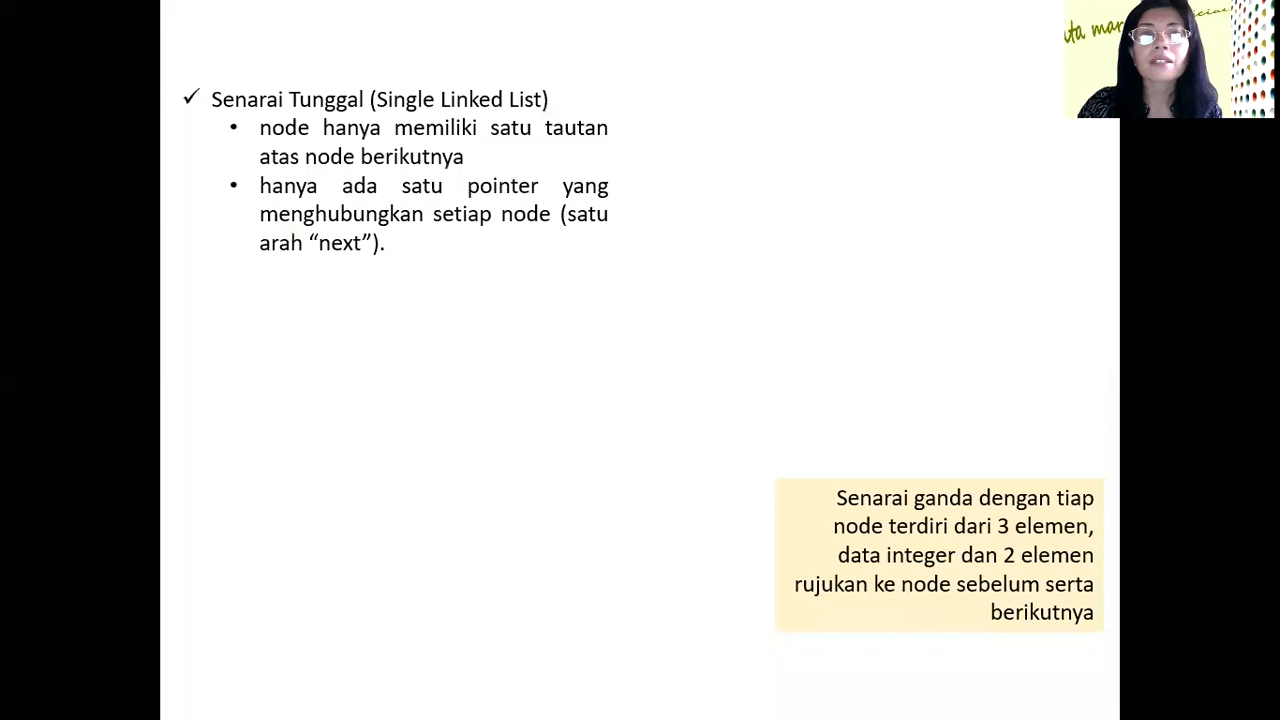 ✓ Senarai Tunggal (Single Linked List)
• node hanya memiliki satu tautan
atas node berikutnya
• hanya ada satu pointer yang
menghubungkan setiap node (satu
arah “next”).
Senarai ganda dengan tiap
node terdiri dari 3 elemen,
data integer dan 2 elemen
rujukan ke node sebelum serta
berikutnya